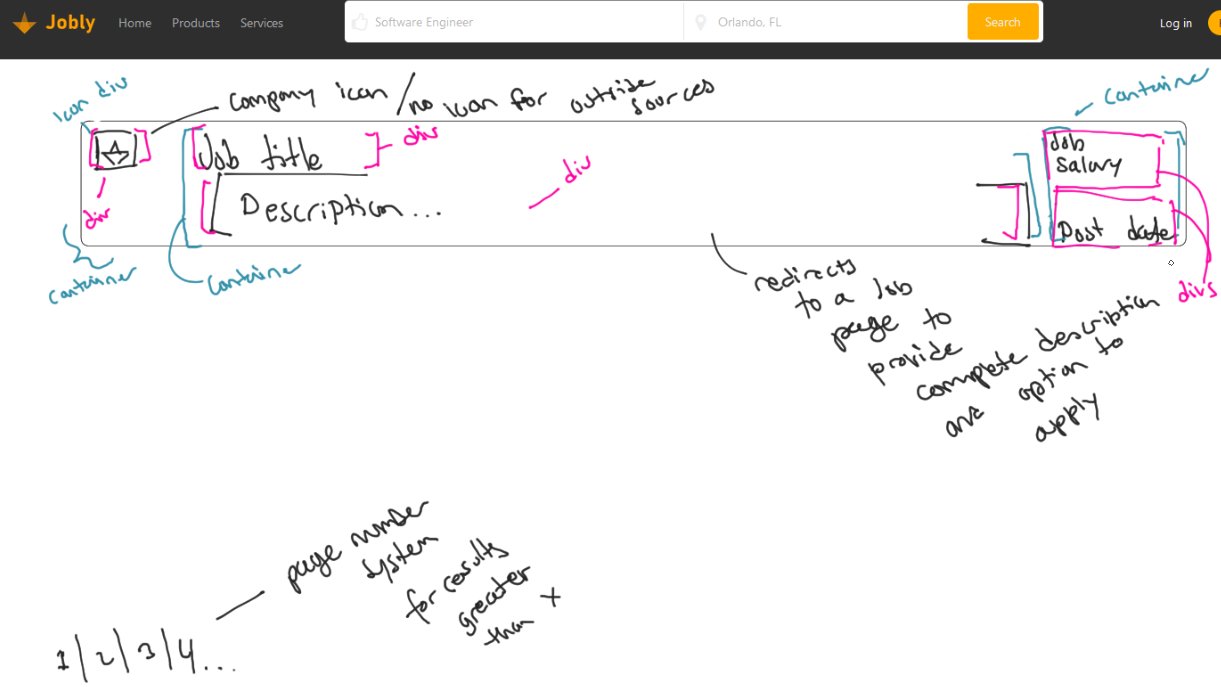 Jobly
Home Products Services
Software Engineer
Orlando, FL
Search
Log in
icon div
company icon / no icon for outside sources
container
Job title
div
div
Job
Salary
Description...
div
Post date
container
container
divs
redirects
to a Job
page to
provide
complete description
and option to
apply
page number
system
for results
greater
than x
1/2/3/4...